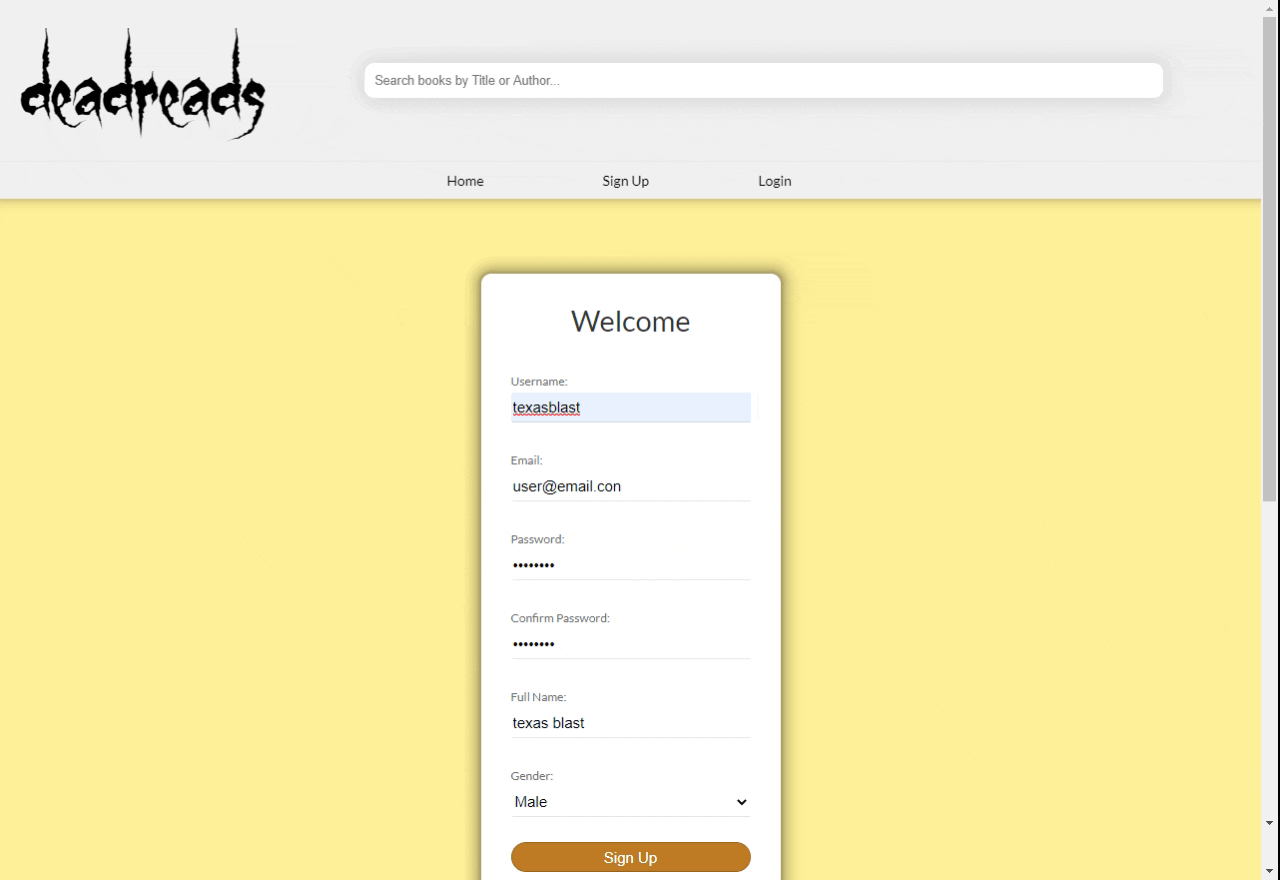 deadreads
Search books by Title or Author...
Home Sign Up Login
Welcome
Username:
texasblast
Email:
user@email.con
Password:
••••••••
Confirm Password:
••••••••
Full Name:
texas blast
Gender:
Male
Sign Up